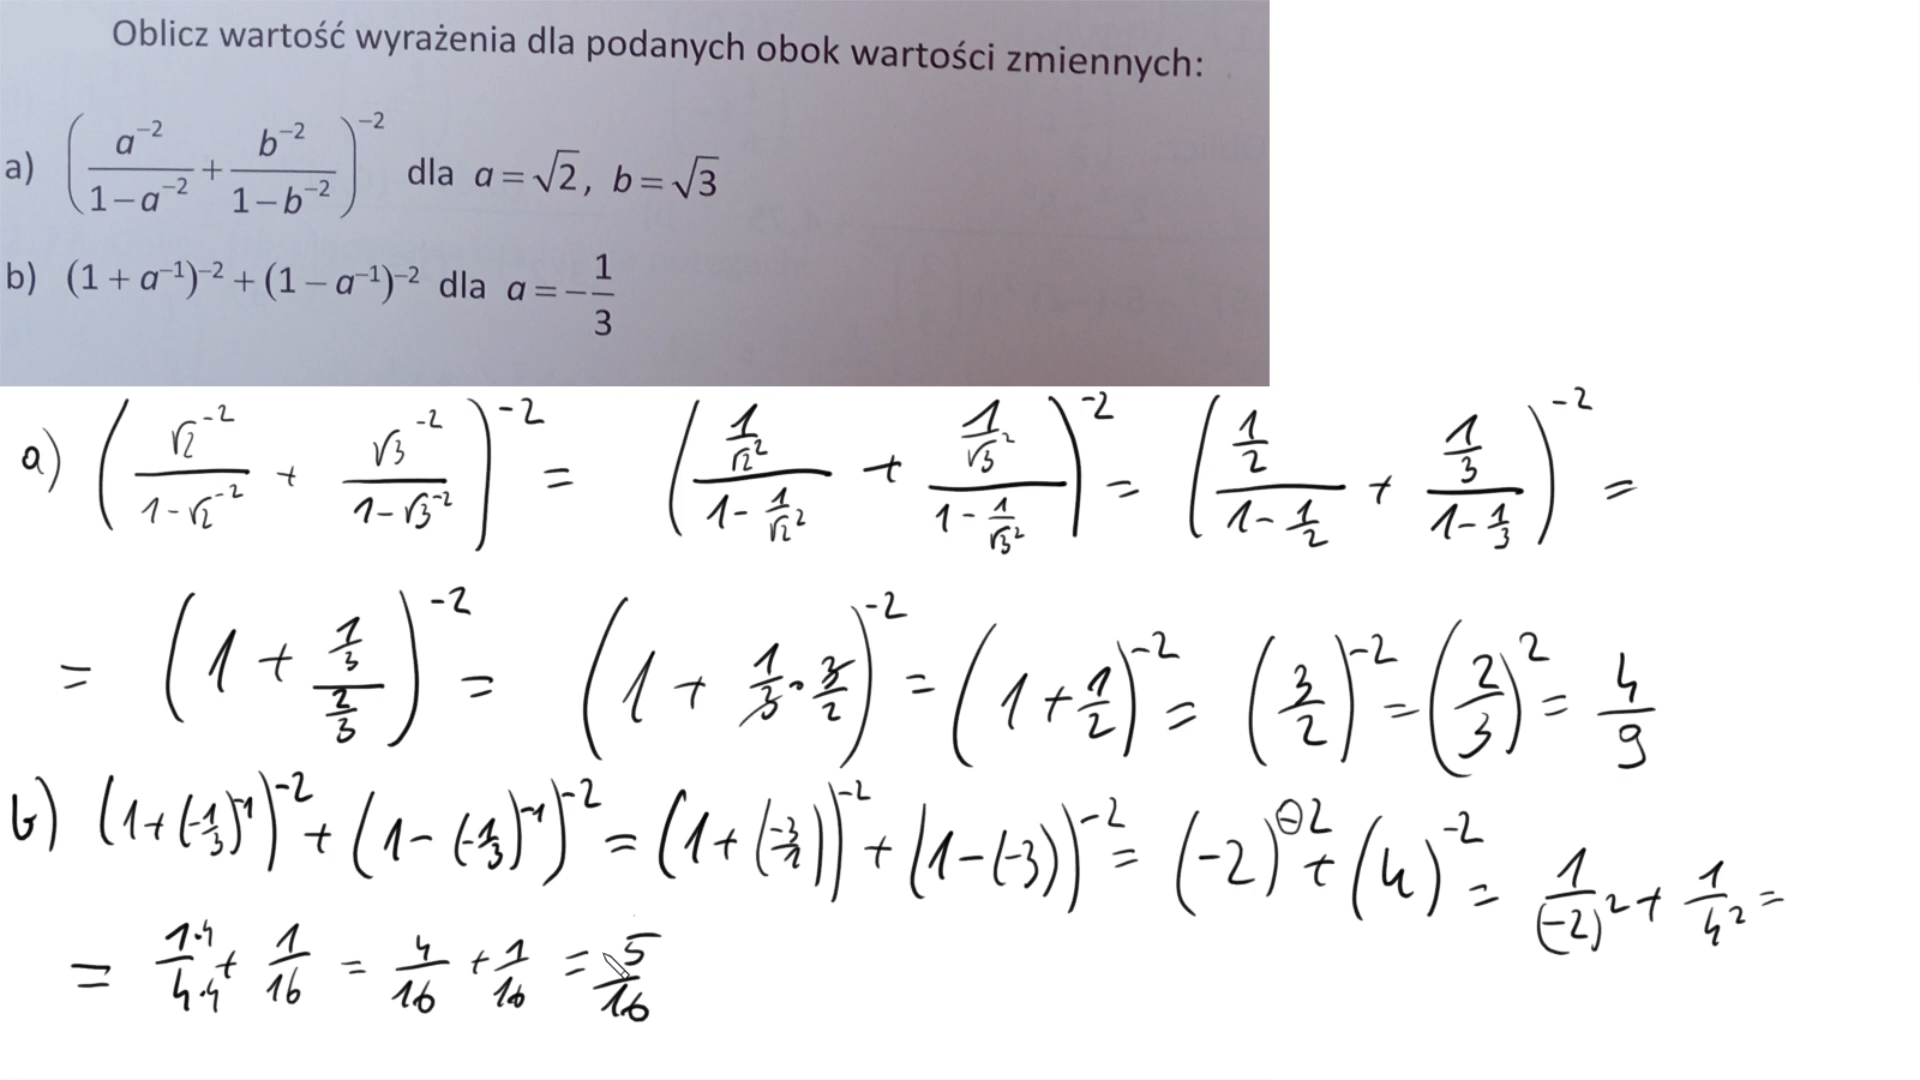 Oblicz wartość wyrażenia dla podanych obok wartości zmiennych:
a) (a⁻²/(1−a⁻²) + b⁻²/(1−b⁻²))⁻² dla a=√2, b=√3
b) (1+a⁻¹)⁻²+(1−a⁻¹)⁻² dla a=−1/3
a) (√2⁻²/(1-√2⁻²) + √3⁻²/(1-√3⁻²))⁻² = ((1/√2²)/(1-1/√2²) + (1/√3²)/(1-1/√3²))⁻² = ((1/2)/(1-1/2) + (1/3)/(1-1/3))⁻² =
= (1 + (1/3)/(2/3))⁻² = (1 + 1/3·3/2)⁻² = (1+1/2)⁻² = (3/2)⁻² = (2/3)² = 4/9
b) (1+(-1/3)⁻¹)⁻² + (1-(-1/3)⁻¹)⁻² = (1+(-3/1))⁻² + (1-(-3))⁻² = (-2)⁻² + (4)⁻² = 1/(-2)² + 1/4² =
= 1·4/4·4 + 1/16 = 4/16 + 1/16 = 5/16